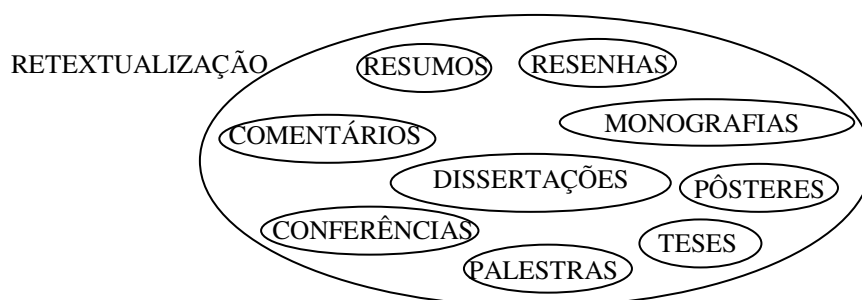 RETEXTUALIZAÇÃO
RESUMOS
RESENHAS
COMENTÁRIOS
MONOGRAFIAS
DISSERTAÇÕES
PÔSTERES
CONFERÊNCIAS
TESES
PALESTRAS